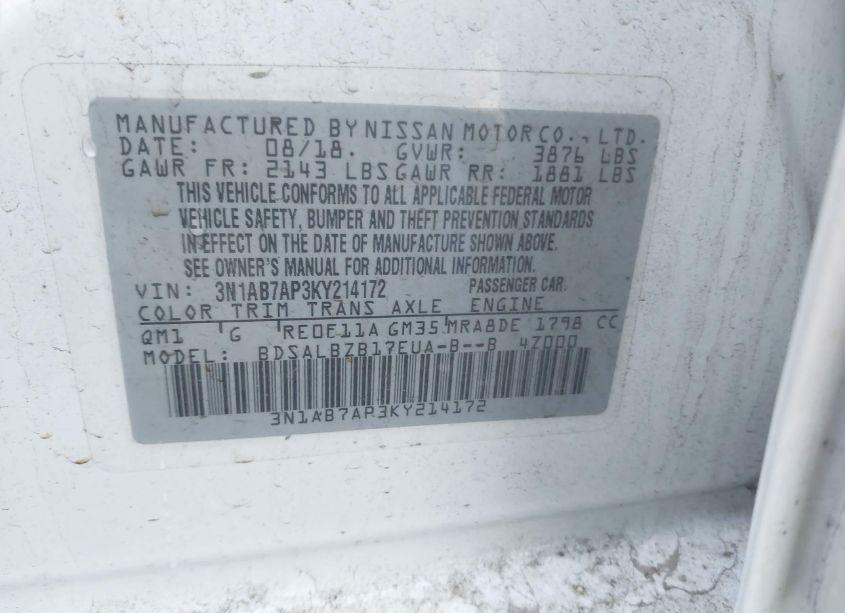 MANUFACTURED BY NISSAN MOTOR CO., LTD.
DATE: 08/18. GVWR: 3876 LBS
GAWR FR: 2143 LBS GAWR RR: 1881 LBS
THIS VEHICLE CONFORMS TO ALL APPLICABLE FEDERAL MOTOR
VEHICLE SAFETY, BUMPER AND THEFT PREVENTION STANDARDS
IN EFFECT ON THE DATE OF MANUFACTURE SHOWN ABOVE.
SEE OWNER'S MANUAL FOR ADDITIONAL INFORMATION.
VIN: 3N1AB7AP3KY214172 PASSENGER CAR.
COLOR TRIM TRANS AXLE ENGINE
QM1 G RE0F11A GM35 MRA8DE 1798 CC
MODEL: BDSALBZB17EUA-B--B 4Z000
3N1AB7AP3KY214172